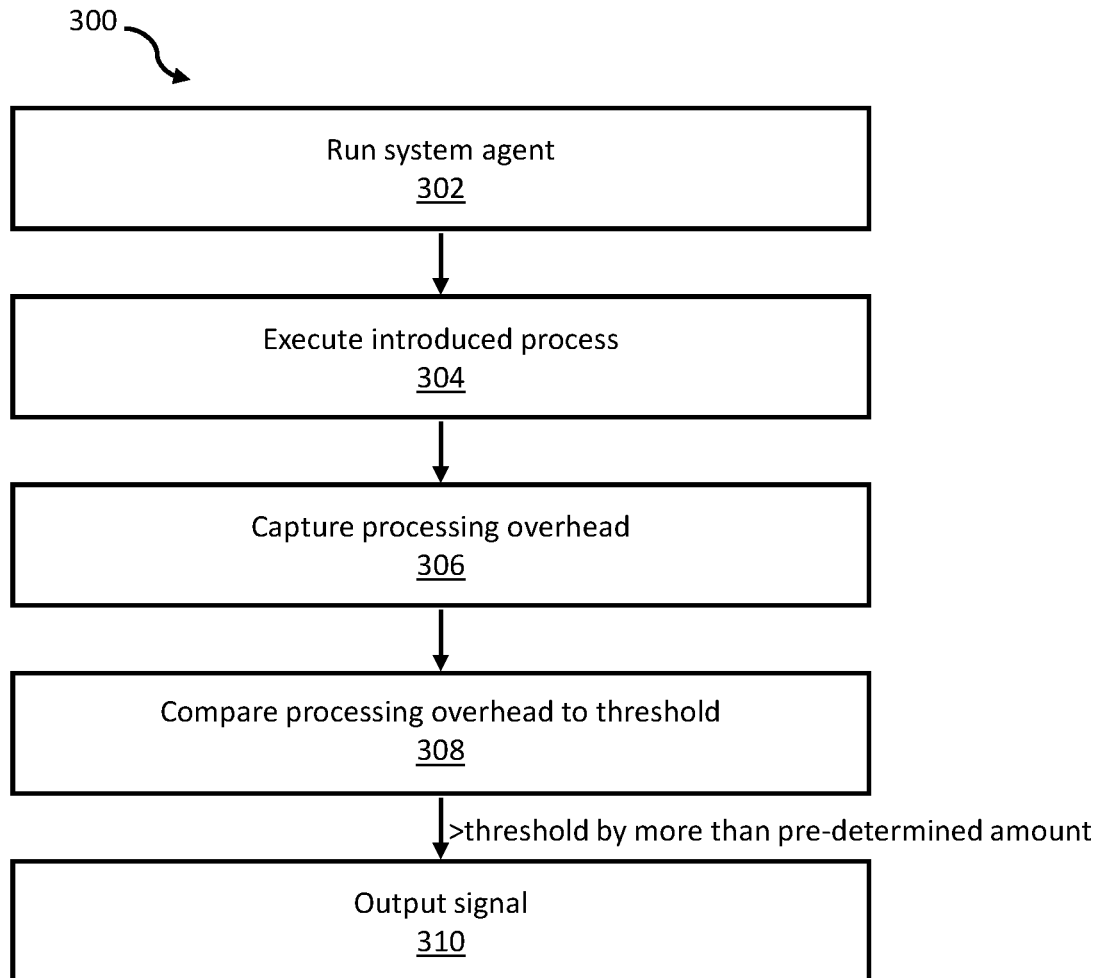 300
Run system agent
302
Execute introduced process
304
Capture processing overhead
306
Compare processing overhead to threshold
308
>threshold by more than pre-determined amount
Output signal
310